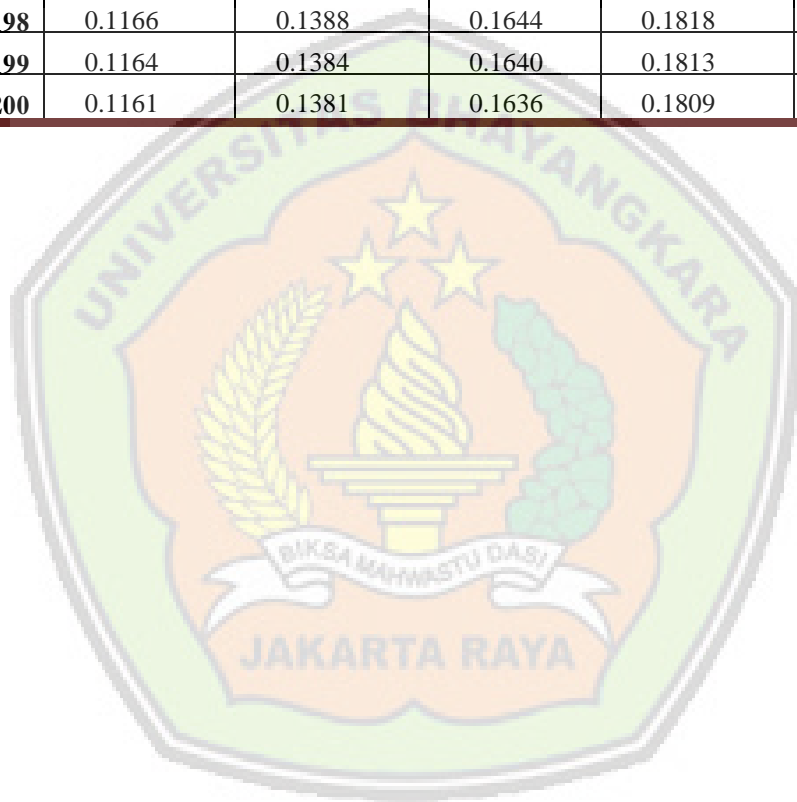 98 0.1166 0.1388 0.1644 0.1818
99 0.1164 0.1384 0.1640 0.1813
200 0.1161 0.1381 0.1636 0.1809
UNIVERSITAS BHAYANGKARA
BIKSA MAHWASTU DASI
JAKARTA RAYA